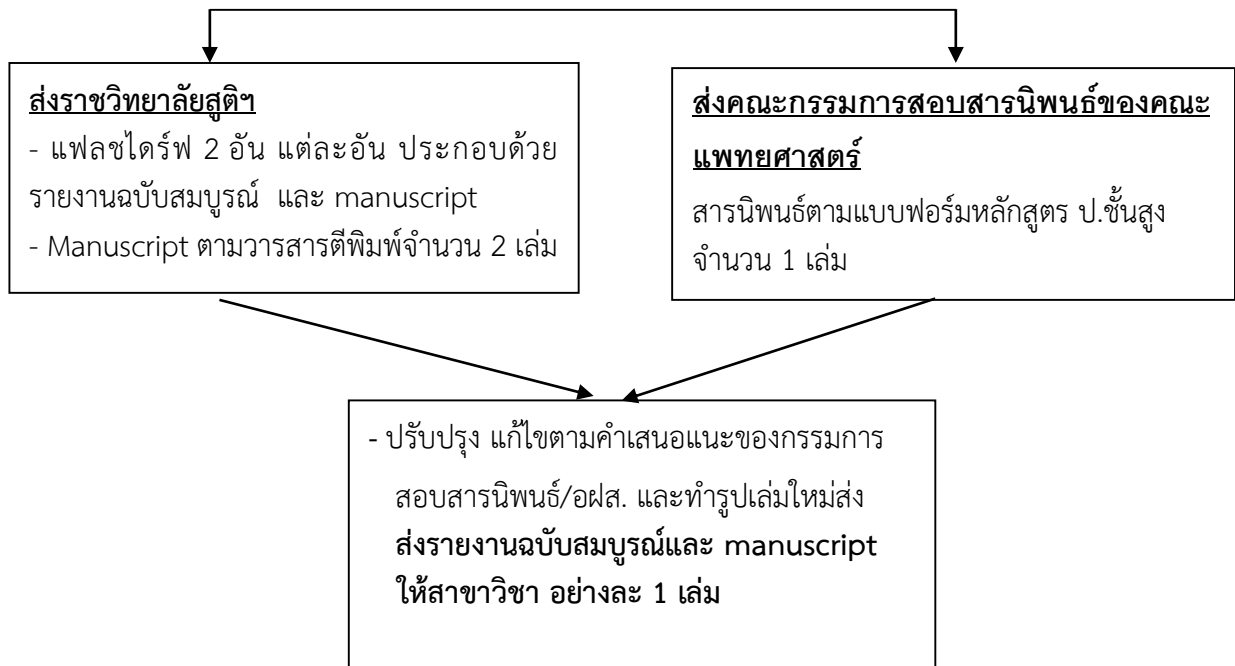 ส่งราชวิทยาลัยสูติฯ
- แฟลชไดร์ฟ 2 อัน แต่ละอัน ประกอบด้วย
รายงานฉบับสมบูรณ์ และ manuscript
- Manuscript ตามวารสารตีพิมพ์จำนวน 2 เล่ม
ส่งคณะกรรมการสอบสารนิพนธ์ของคณะ
แพทยศาสตร์
สารนิพนธ์ตามแบบฟอร์มหลักสูตร ป.ชั้นสูง
จำนวน 1 เล่ม
- ปรับปรุง แก้ไขตามคำเสนอแนะของกรรมการ
สอบสารนิพนธ์/อฝส. และทำรูปเล่มใหม่ส่ง
ส่งรายงานฉบับสมบูรณ์และ manuscript
ให้สาขาวิชา อย่างละ 1 เล่ม